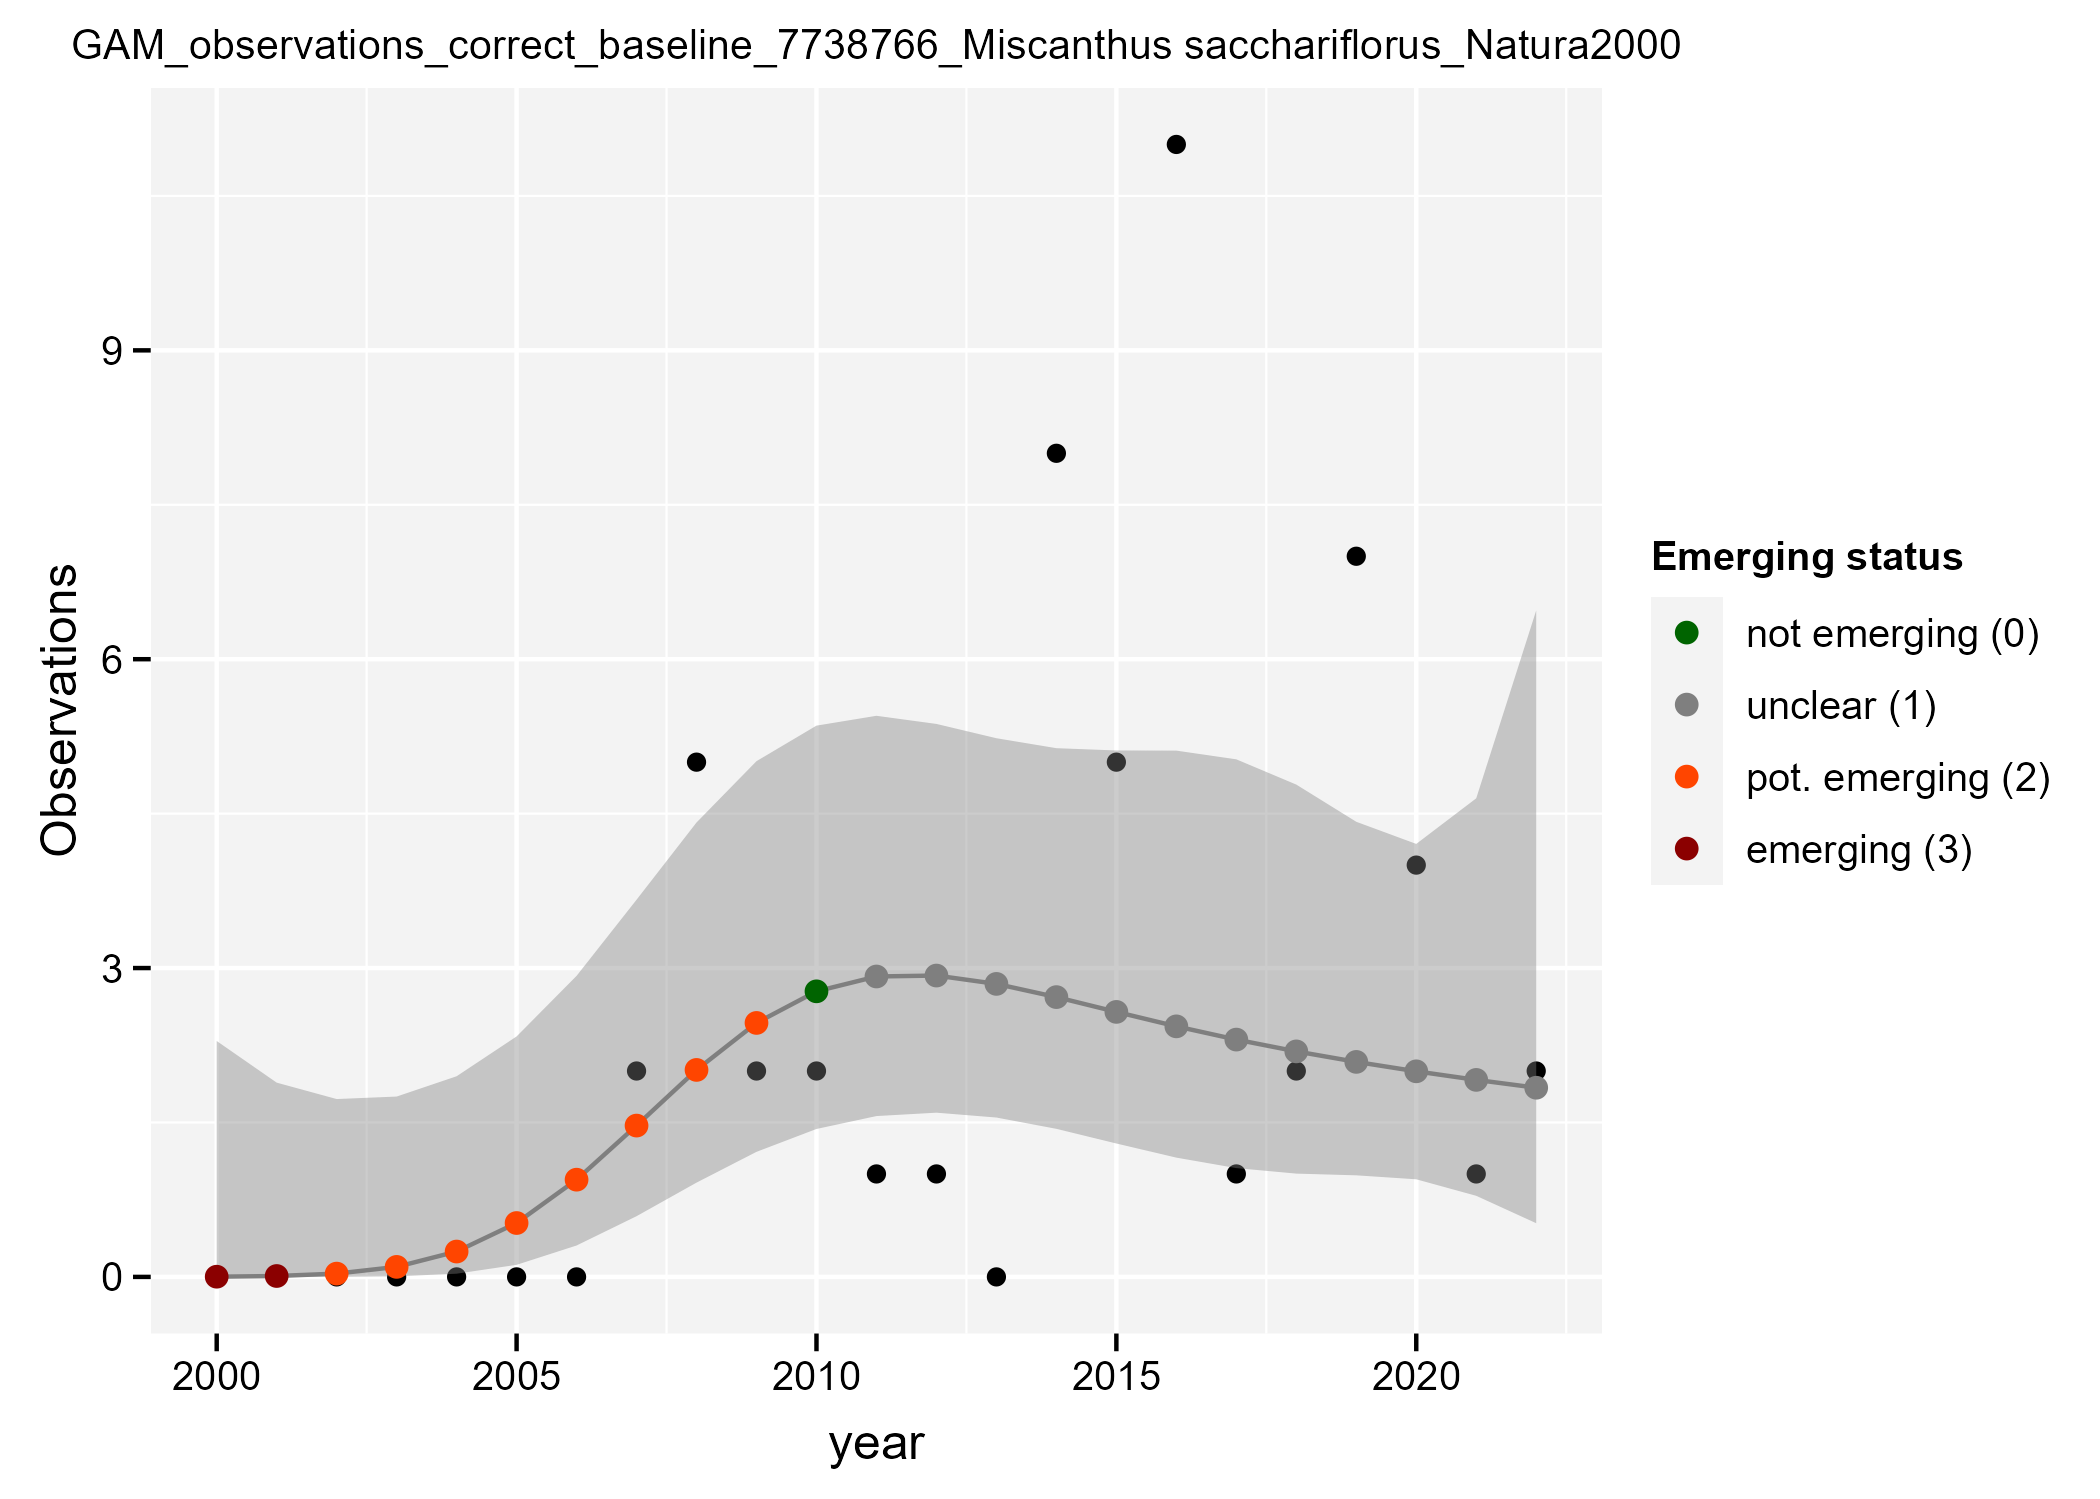 GAM_observations_correct_baseline_7738766_Miscanthus sacchariflorus_Natura2000
Observations
9
6
3
0
2000 2005 2010 2015 2020
year
Emerging status
not emerging (0)
unclear (1)
pot. emerging (2)
emerging (3)